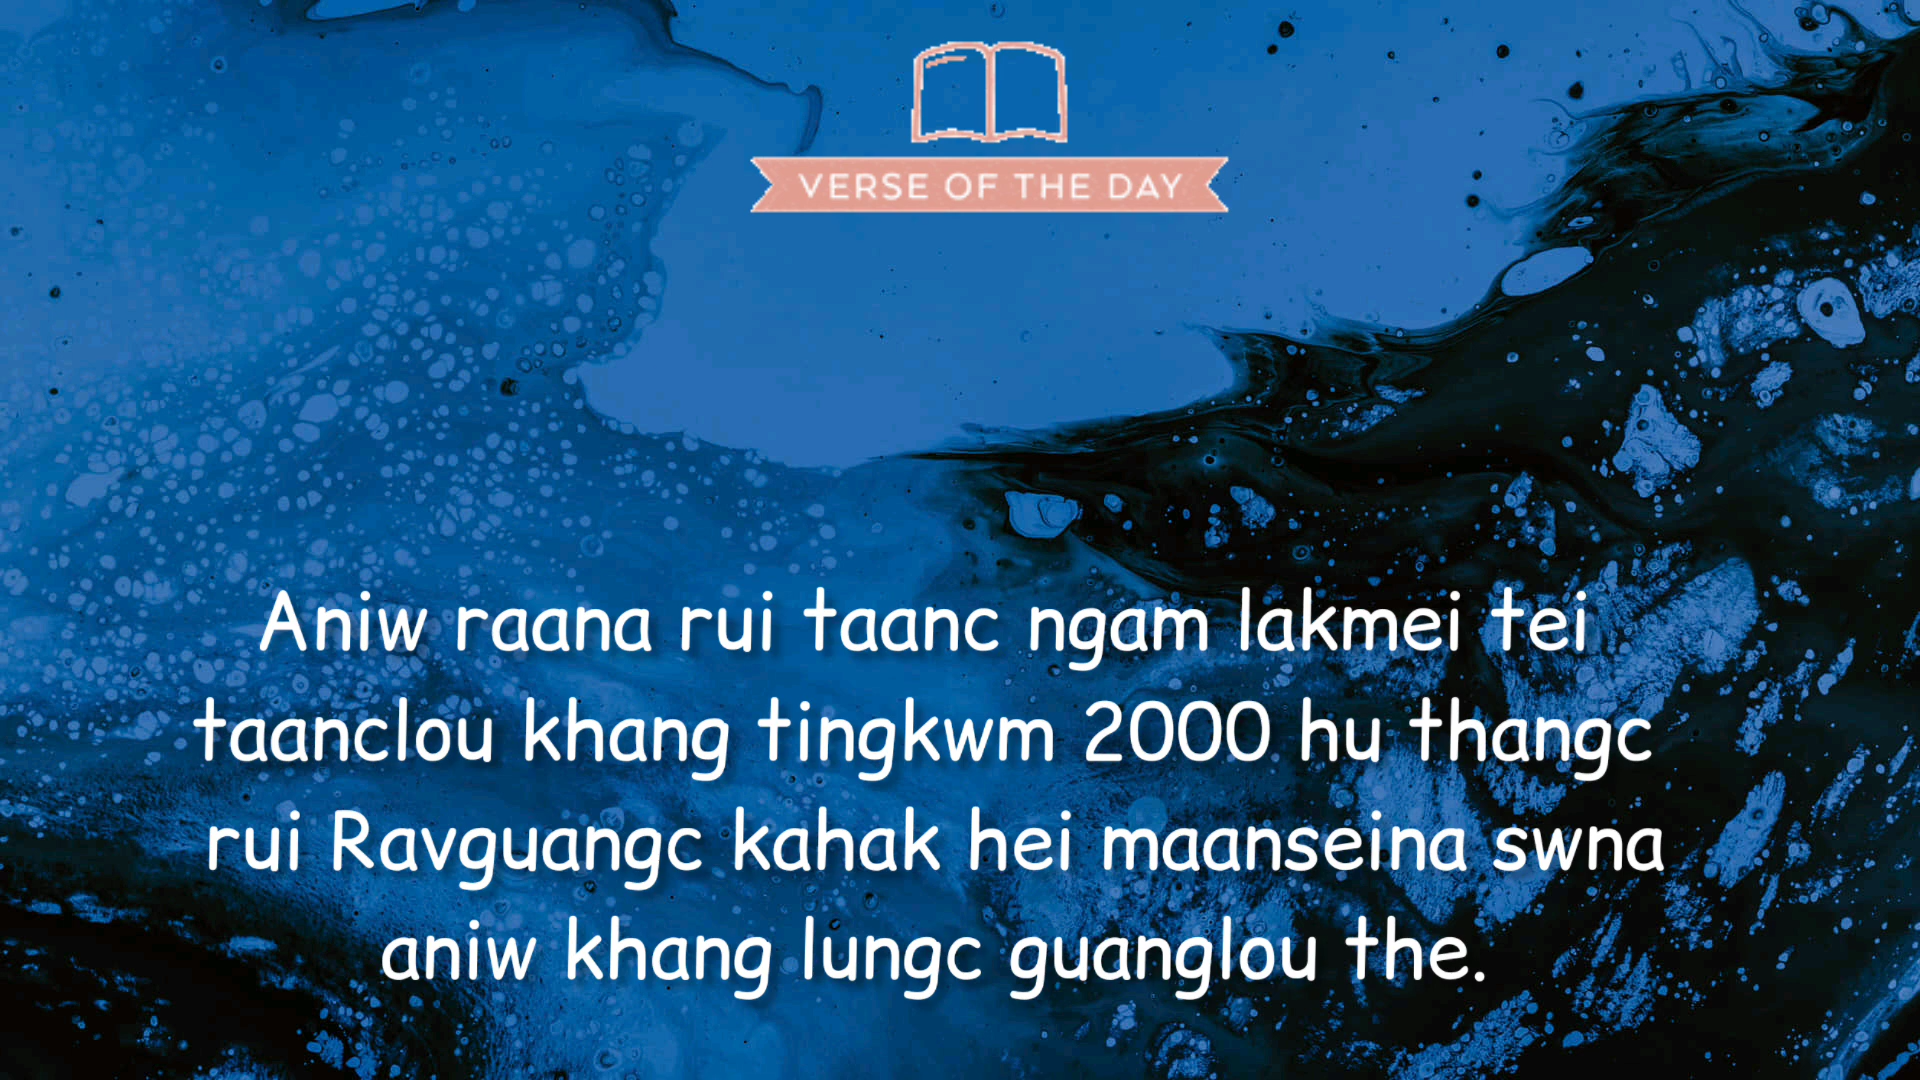 VERSE OF THE DAY
Aniw raana rui taanc ngam lakmei tei
taanclou khang tingkwm 2000 hu thangc
rui Ravguangc kahak hei maanseina swna
aniw khang lungc guanglou the.